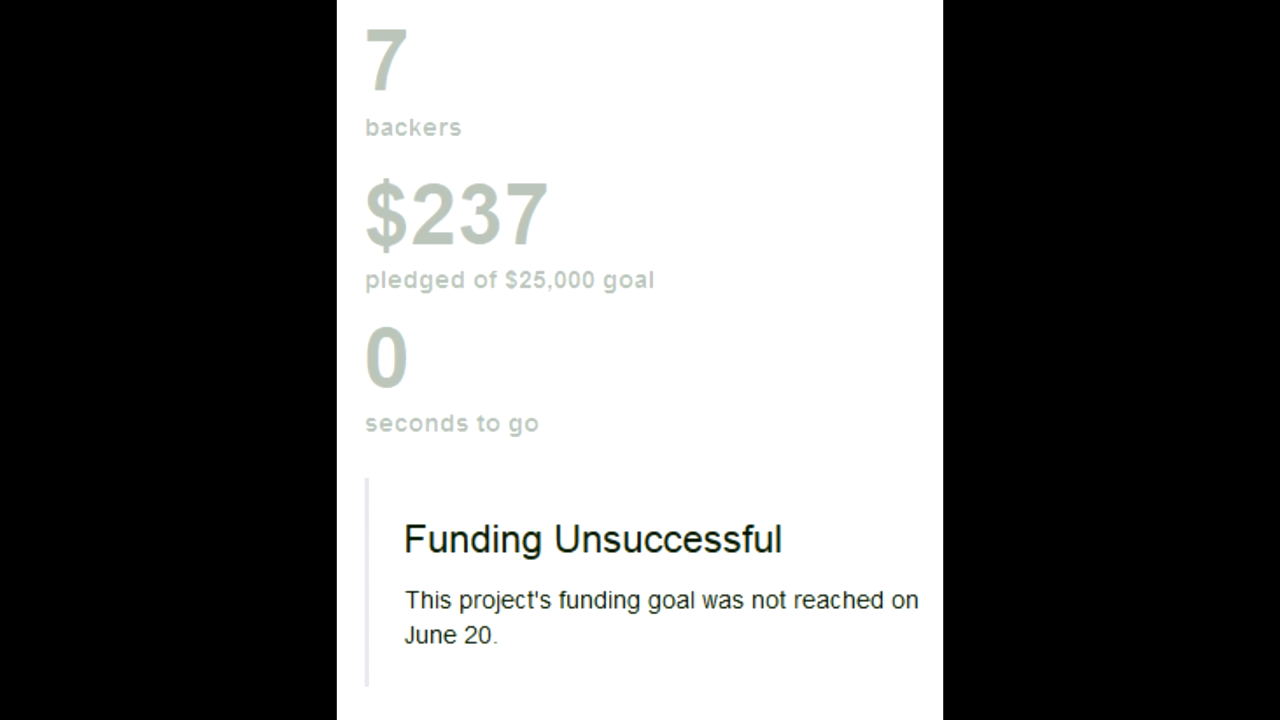 7
backers
$237
pledged of $25,000 goal
0
seconds to go
Funding Unsuccessful
This project's funding goal was not reached on
June 20.